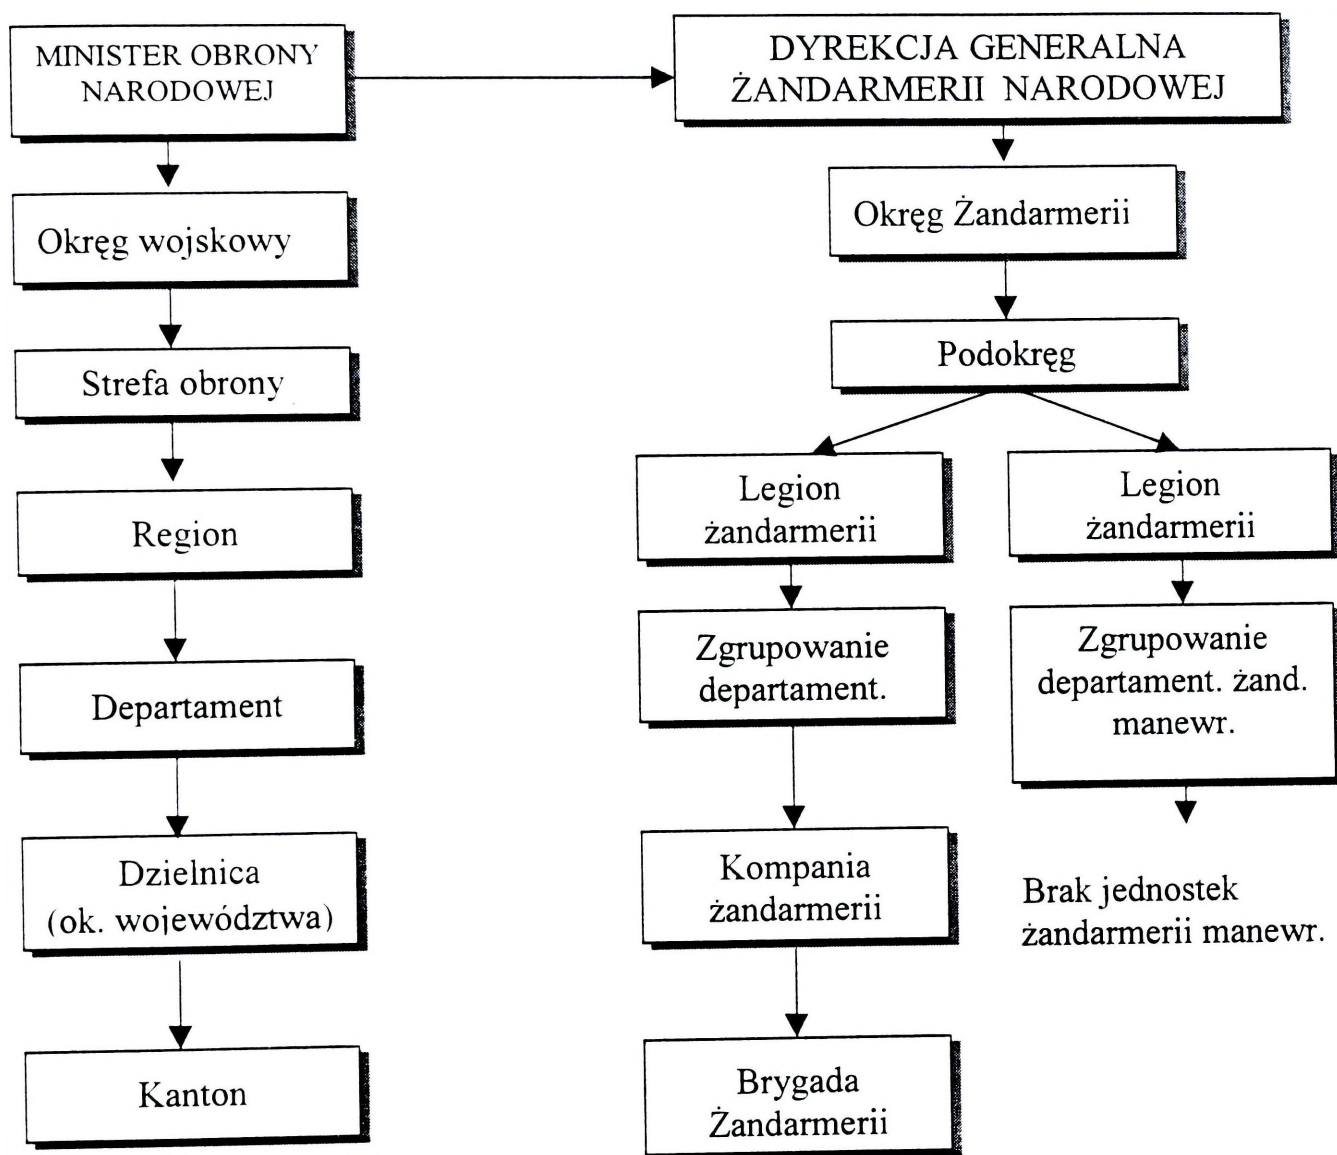 MINISTER OBRONY
NARODOWEJ
DYREKCJA GENERALNA
ŻANDARMERII NARODOWEJ
Okręg wojskowy
Strefa obrony
Region
Departament
Dzielnica
(ok. województwa)
Kanton
Okręg Żandarmerii
Podokręg
Legion
żandarmerii
Zgrupowanie
departament.
Kompania
żandarmerii
Brygada
Żandarmerii
Legion
żandarmerii
Zgrupowanie
departament. żand.
manewr.
Brak jednostek
żandarmerii manewr.